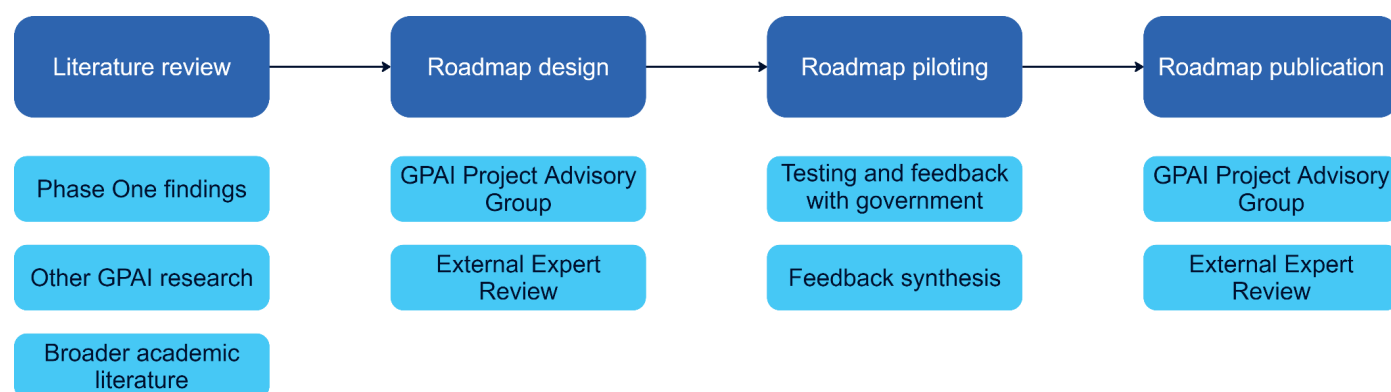 Literature review
Roadmap design
Roadmap piloting
Roadmap publication
Phase One findings
Other GPAI research
Broader academic
literature
GPAI Project Advisory
Group
External Expert
Review
Testing and feedback
with government
Feedback synthesis
GPAI Project Advisory
Group
External Expert
Review